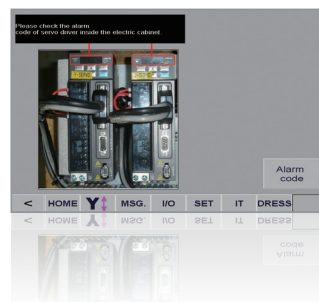 Please check the alarm
code of servo driver inside the electric cabinet.
Y-SERVO
Alarm
code
< HOME Y MSG. I/O SET IT DRESS